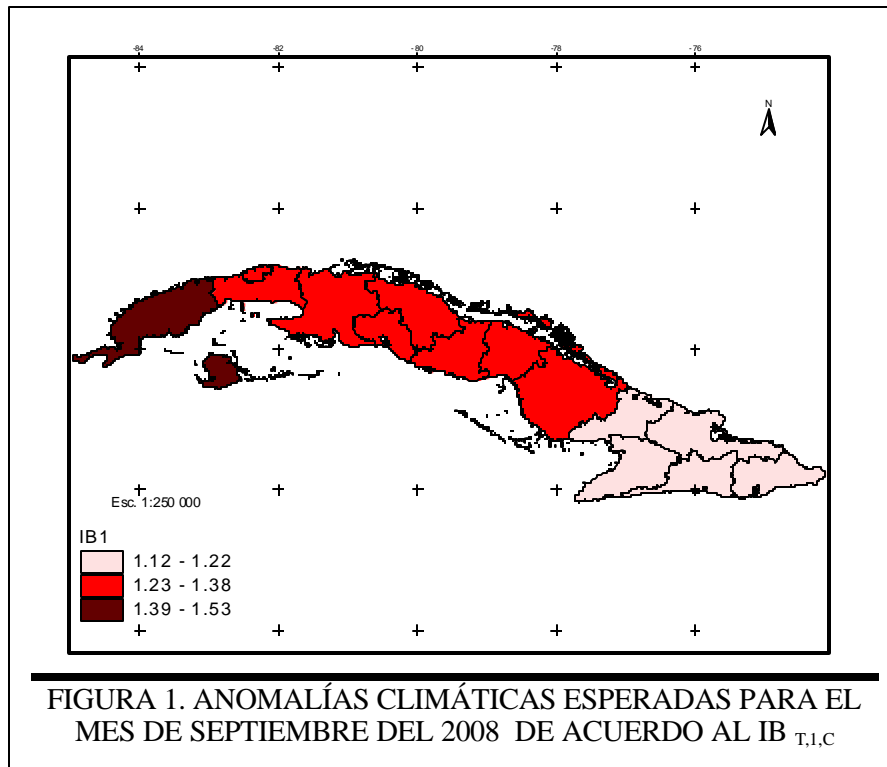 -84 -82 -80 -78 -76
N
Esc. 1:250 000
IB1
1.12 - 1.22
1.23 - 1.38
1.39 - 1.53
FIGURA 1. ANOMALÍAS CLIMÁTICAS ESPERADAS PARA EL
MES DE SEPTIEMBRE DEL 2008 DE ACUERDO AL IB T,1,C